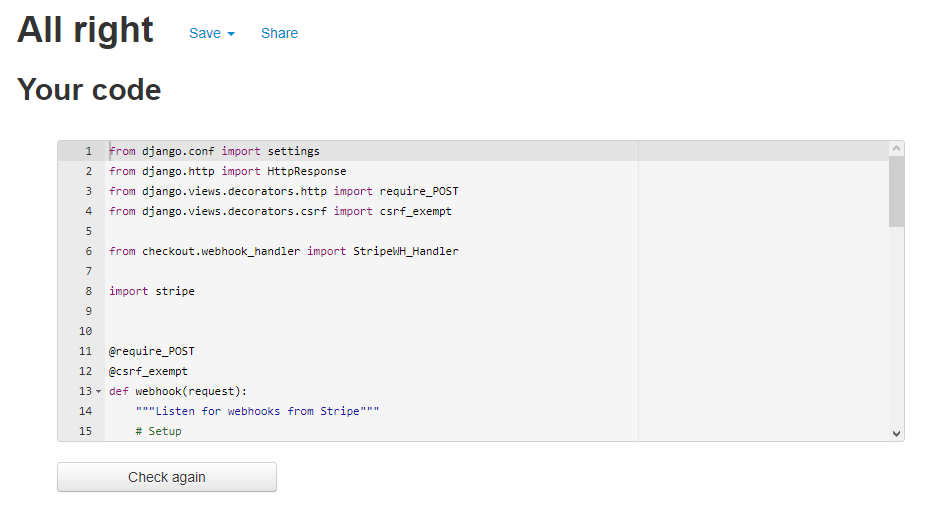 All right Save Share
Your code
1 from django.conf import settings
2 from django.http import HttpResponse
3 from django.views.decorators.http import require_POST
4 from django.views.decorators.csrf import csrf_exempt
5
6 from checkout.webhook_handler import StripeWH_Handler
7
8 import stripe
9
10
11 @require_POST
12 @csrf_exempt
13 def webhook(request):
14     """Listen for webhooks from Stripe"""
15     # Setup
Check again